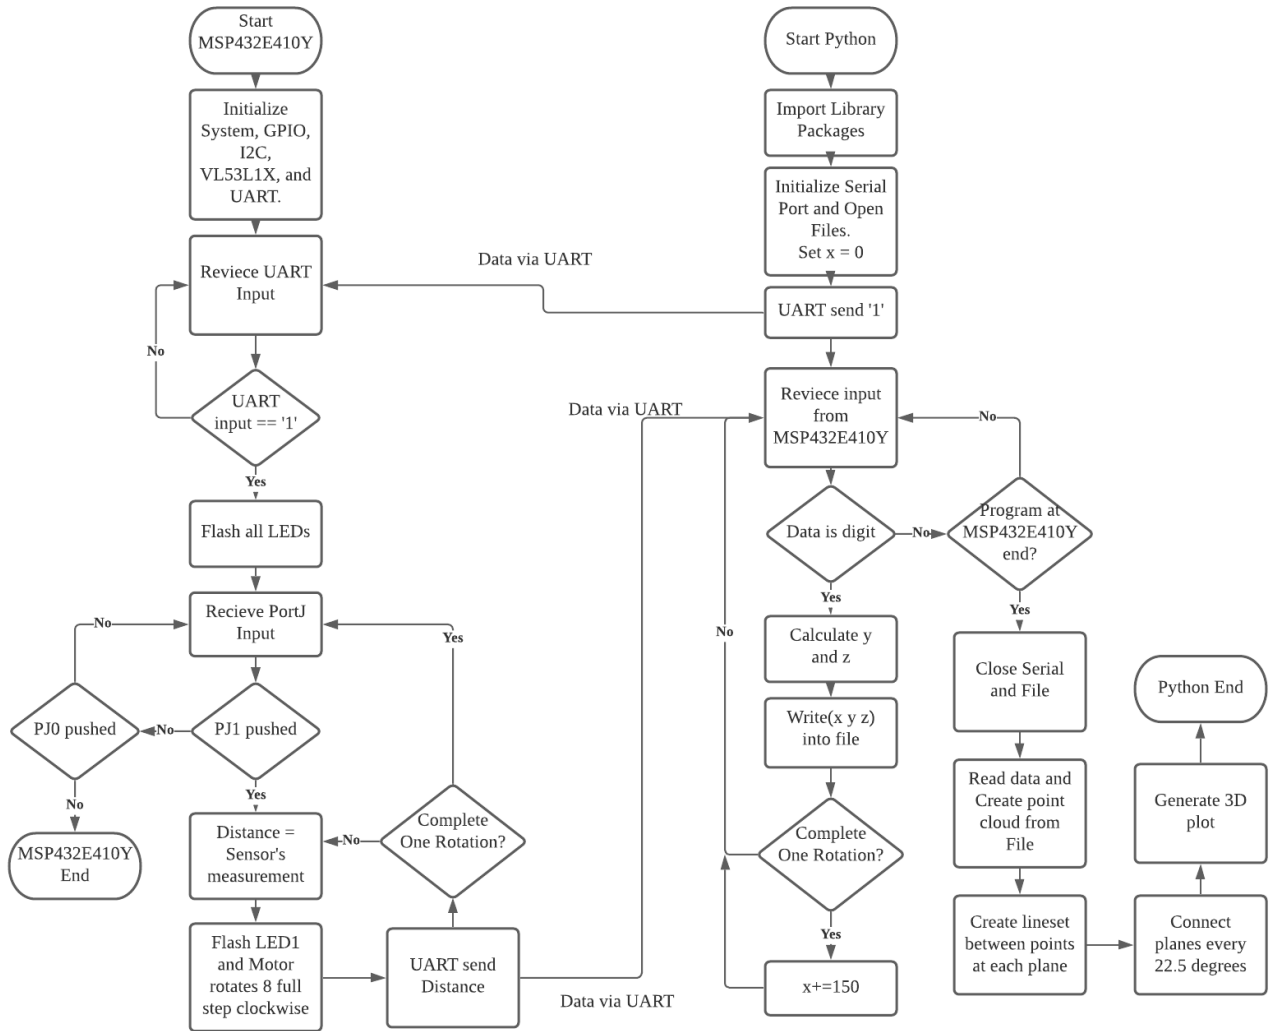 Start
MSP432E410Y
Initialize
System, GPIO,
I2C,
VL53L1X, and
UART.
Reviece UART
Input
No
UART
input == '1'
Yes
Flash all LEDs
Recieve PortJ
Input
No
Yes
PJ0 pushed
No
PJ1 pushed
No
Yes
MSP432E410Y
End
Distance =
Sensor's
measurement
No
Complete
One Rotation?
Flash LED1
and Motor
rotates 8 full
step clockwise
UART send
Distance
Data via UART
Data via UART
Data via UART
Start Python
Import Library
Packages
Initialize Serial
Port and Open
Files.
Set x = 0
UART send '1'
Reviece input
from
MSP432E410Y
No
Data is digit
No
Program at
MSP432E410Y
end?
Yes
Yes
Calculate y
and z
No
Write(x y z)
into file
Complete
One Rotation?
Yes
x+=150
Close Serial
and File
Read data and
Create point
cloud from
File
Create lineset
between points
at each plane
Connect
planes every
22.5 degrees
Generate 3D
plot
Python End